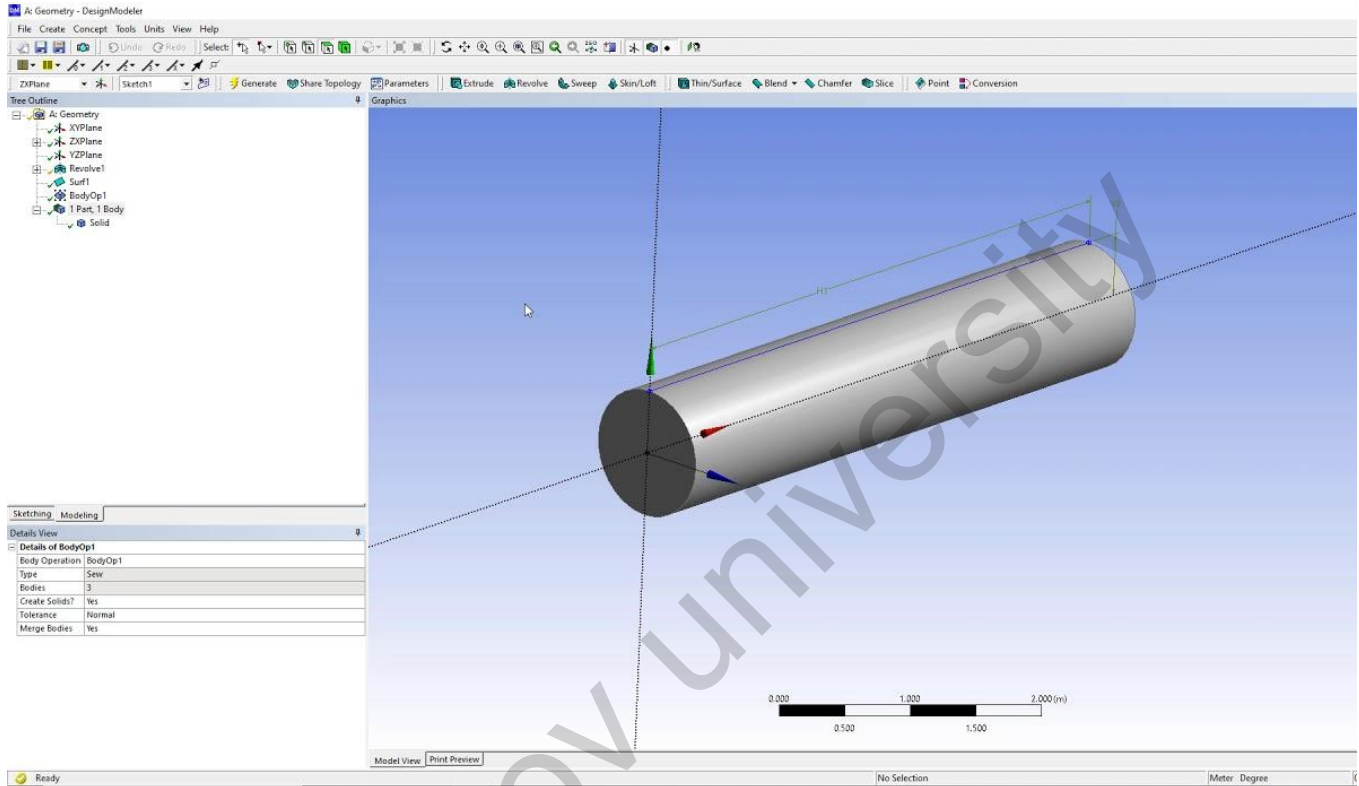 A: Geometry - DesignModeler
File Create Concept Tools Units View Help
Undo Redo Select:
ZXPlane Sketch1 Generate Share Topology Parameters Extrude Revolve Sweep Skin/Loft Thin/Surface Blend Chamfer Slice Point Conversion
Tree Outline
A: Geometry
XYPlane
ZXPlane
YZPlane
Revolve1
Surf1
BodyOp1
1 Part, 1 Body
Solid
Sketching Modeling
Details View
Details of BodyOp1
Body Operation BodyOp1
Type Sew
Bodies 3
Create Solids? Yes
Tolerance Normal
Merge Bodies Yes
Graphics
H1
0.000 1.000 2.000 (m)
0.500 1.500
ov university
Model View Print Preview
Ready No Selection Meter Degree